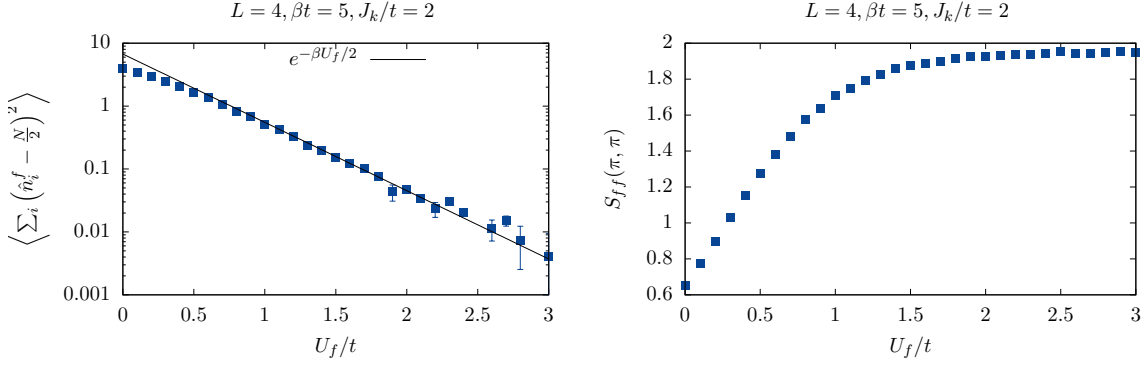 L = 4, βt = 5, J_k/t = 2
e^{−βU_f/2}
⟨∑_i (n̂_i^f − N/2)^2⟩
10
1
0.1
0.01
0.001
0 0.5 1 1.5 2 2.5 3
U_f/t
L = 4, βt = 5, J_k/t = 2
S_{ff}(π, π)
2
1.8
1.6
1.4
1.2
1
0.8
0.6
0 0.5 1 1.5 2 2.5 3
U_f/t